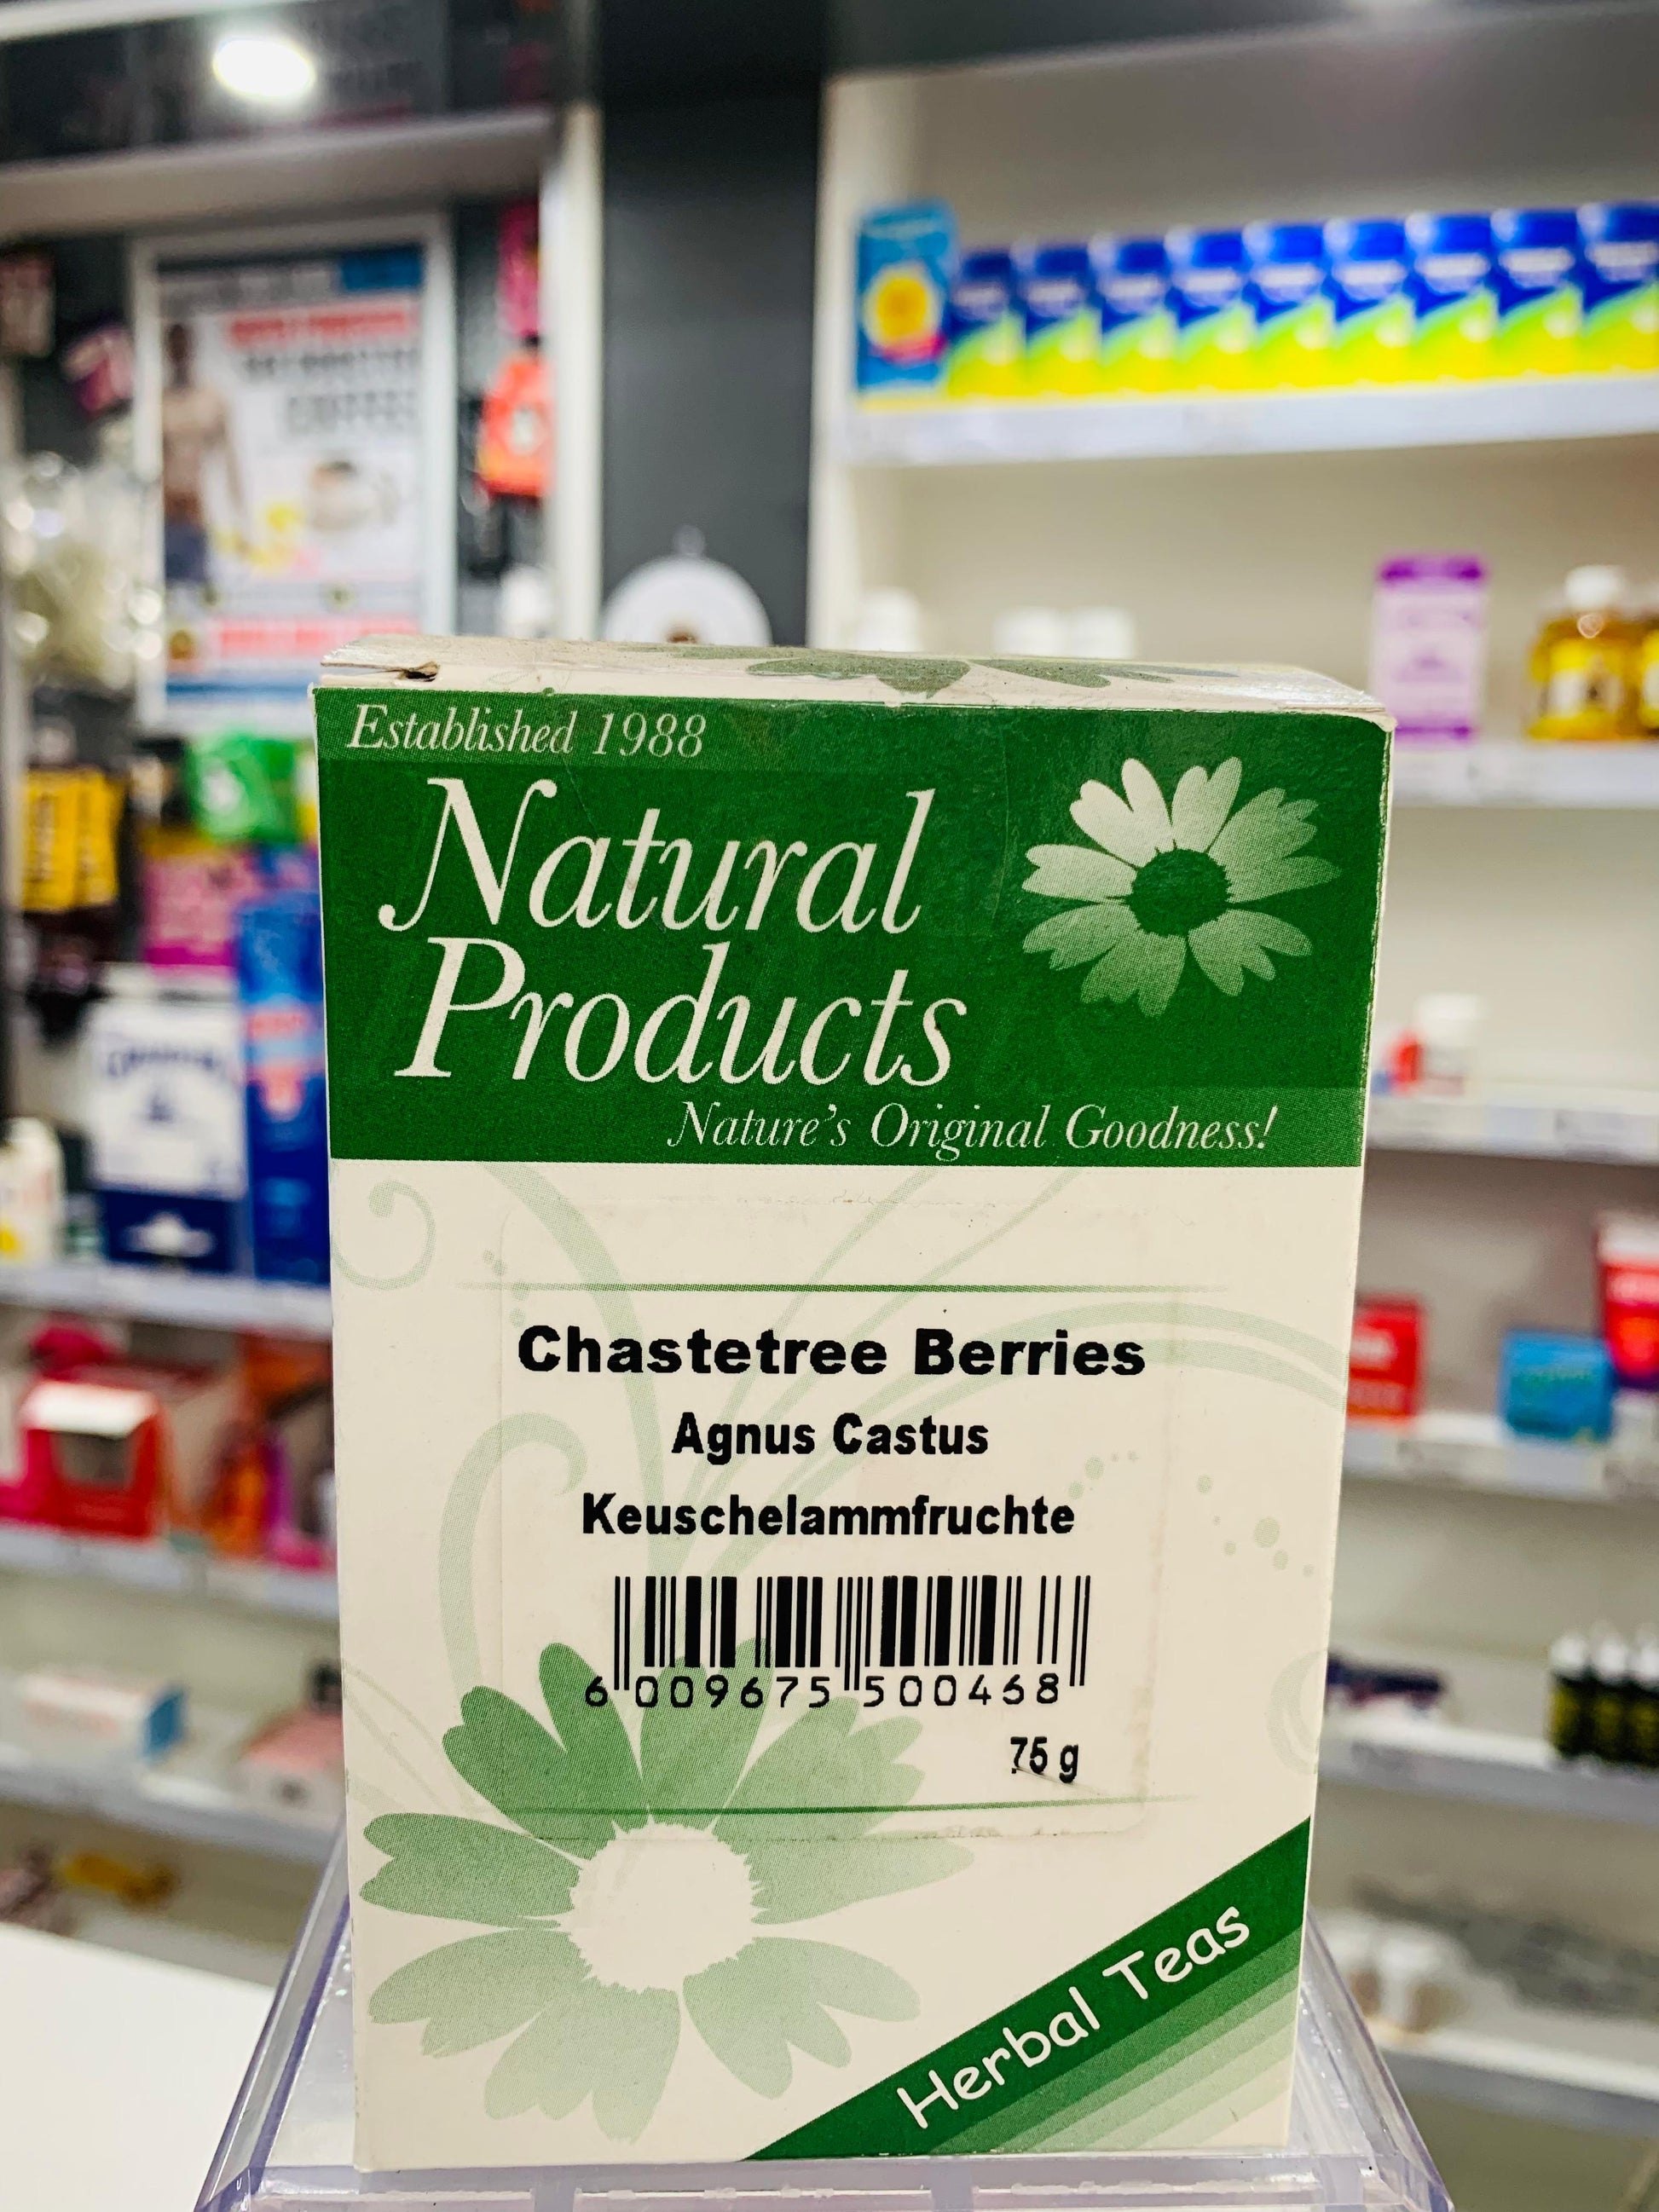 Established 1988
Natural
Products
Nature's Original Goodness!
Chastetree Berries
Agnus Castus
Keuschelammfruchte
6 009675 500468
75 g
Herbal Teas